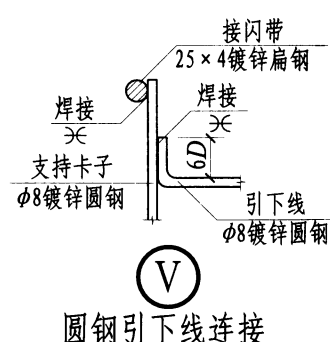 接闪带
25×4镀锌扁钢
焊接
焊接
6D
支持卡子
Φ8镀锌圆钢
引下线
Φ8镀锌圆钢
V
圆钢引下线连接